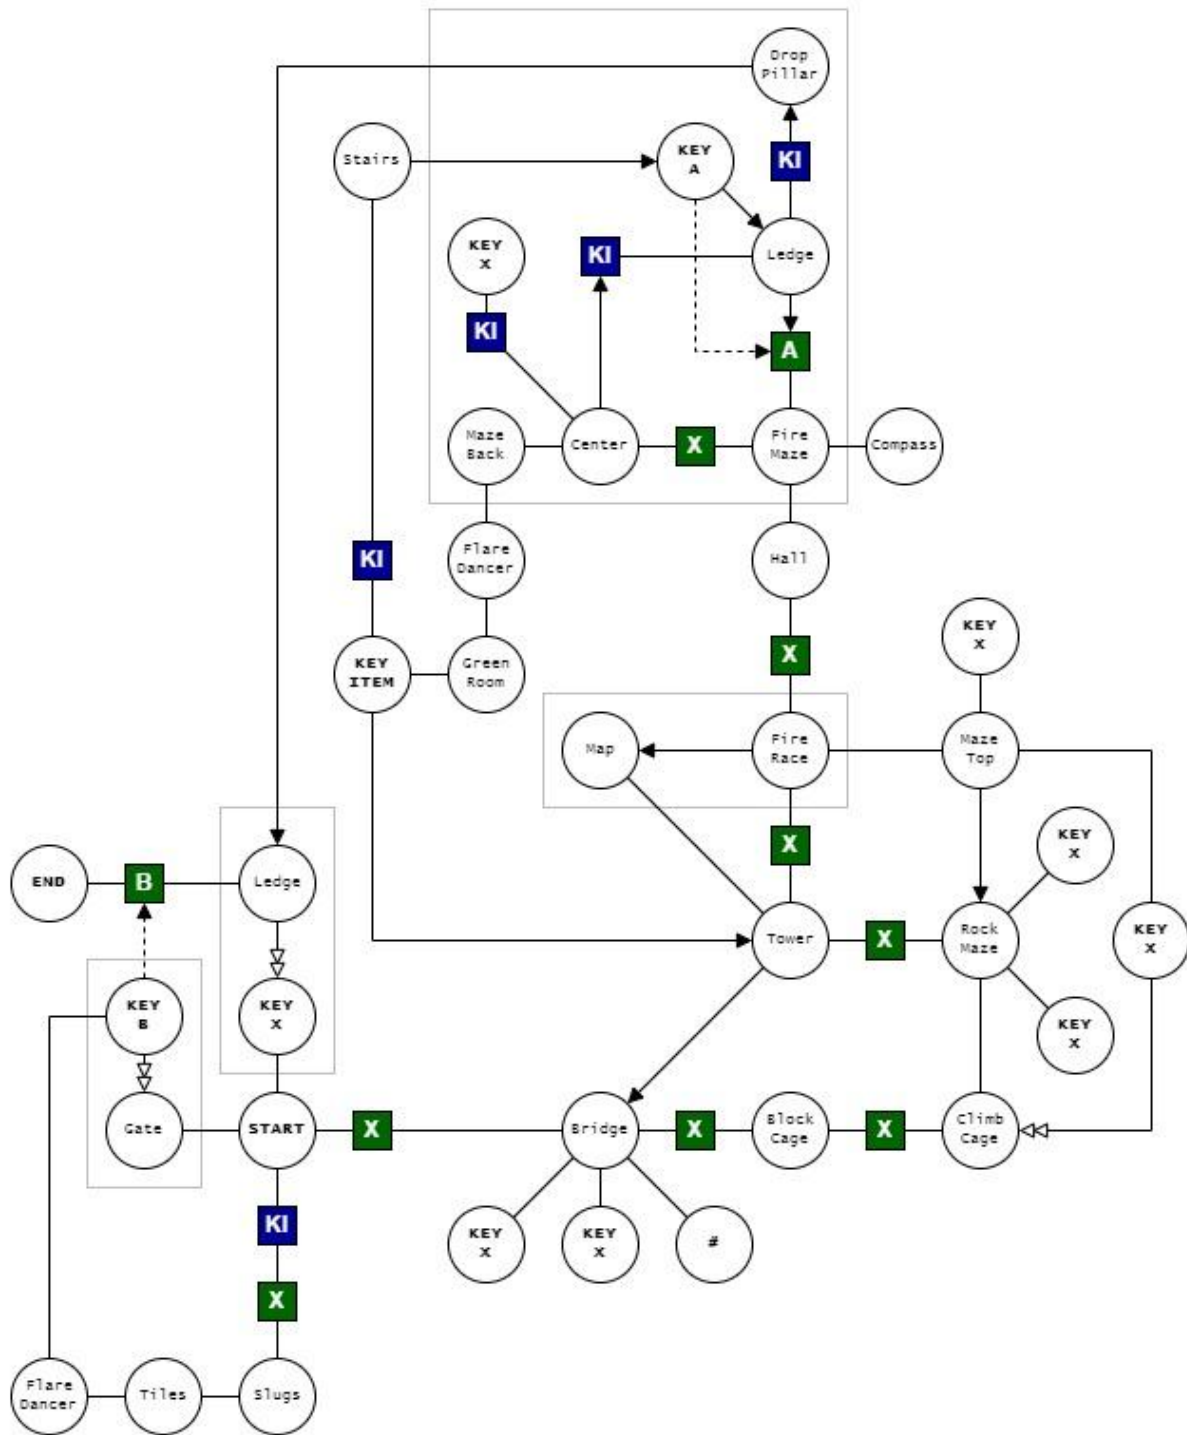 Drop
Pillar
Stairs
KEY
A
KI
KEY
X
KI
Ledge
KI
A
Maze
Back
Center
X
Fire
Maze
Compass
Flare
Dancer
Hall
KI
KEY
X
KEY
ITEM
Green
Room
X
Map
Fire
Race
Maze
Top
X
KEY
X
END
B
Ledge
Tower
X
Rock
Maze
KEY
X
KEY
B
KEY
X
KEY
X
Gate
START
X
Bridge
X
Block
Cage
X
Climb
Cage
KI
KEY
X
KEY
X
#
X
Flare
Dancer
Tiles
Slugs